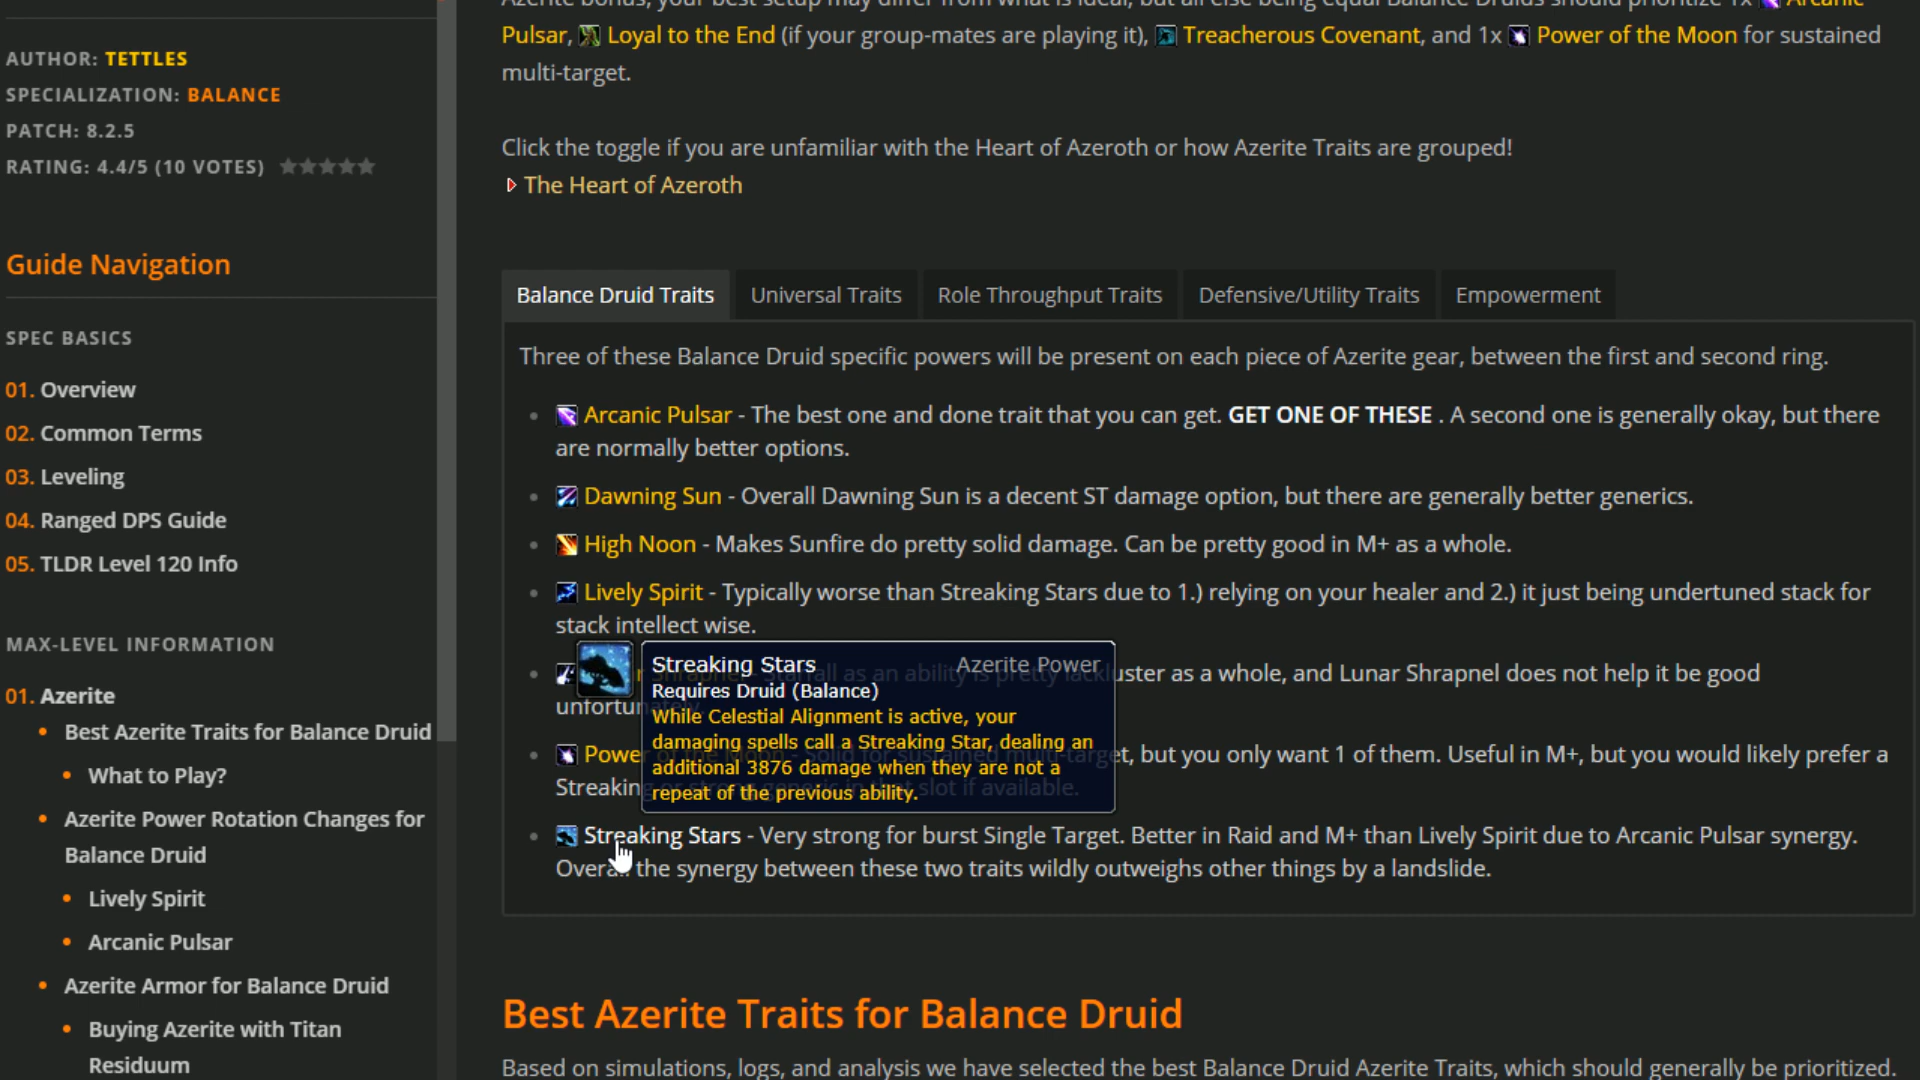 AUTHOR: TETTLES
SPECIALIZATION: BALANCE
PATCH: 8.2.5
RATING: 4.4/5 (10 VOTES)
Guide Navigation
SPEC BASICS
01. Overview
02. Common Terms
03. Leveling
04. Ranged DPS Guide
05. TLDR Level 120 Info
MAX-LEVEL INFORMATION
01. Azerite
Best Azerite Traits for Balance Druid
What to Play?
Azerite Power Rotation Changes for
Balance Druid
Lively Spirit
Arcanic Pulsar
Azerite Armor for Balance Druid
Buying Azerite with Titan
Residuum
Azerite bonus, your best setup may differ from what is ideal, but all else being equal Balance Druids should prioritize 1x Arcanic
Pulsar, Loyal to the End (if your group-mates are playing it), Treacherous Covenant, and 1x Power of the Moon for sustained
multi-target.
Click the toggle if you are unfamiliar with the Heart of Azeroth or how Azerite Traits are grouped!
The Heart of Azeroth
Balance Druid Traits Universal Traits Role Throughput Traits Defensive/Utility Traits Empowerment
Three of these Balance Druid specific powers will be present on each piece of Azerite gear, between the first and second ring.
Arcanic Pulsar - The best one and done trait that you can get. GET ONE OF THESE . A second one is generally okay, but there
are normally better options.
Dawning Sun - Overall Dawning Sun is a decent ST damage option, but there are generally better generics.
High Noon - Makes Sunfire do pretty solid damage. Can be pretty good in M+ as a whole.
Lively Spirit - Typically worse than Streaking Stars due to 1.) relying on your healer and 2.) it just being undertuned stack for
stack intellect wise.
Shrapnel - Starfall as an ability is pretty lackluster as a whole, and Lunar Shrapnel does not help it be good
unfortunately.
Power of the Moon - Solid for sustained multi-target, but you only want 1 of them. Useful in M+, but you would likely prefer a
Streaking or strong generic in that slot if available.
Streaking Stars Azerite Power
Requires Druid (Balance)
While Celestial Alignment is active, your
damaging spells call a Streaking Star, dealing an
additional 3876 damage when they are not a
repeat of the previous ability.
Streaking Stars - Very strong for burst Single Target. Better in Raid and M+ than Lively Spirit due to Arcanic Pulsar synergy.
Overall the synergy between these two traits wildly outweighs other things by a landslide.
Best Azerite Traits for Balance Druid
Based on simulations, logs, and analysis we have selected the best Balance Druid Azerite Traits, which should generally be prioritized.